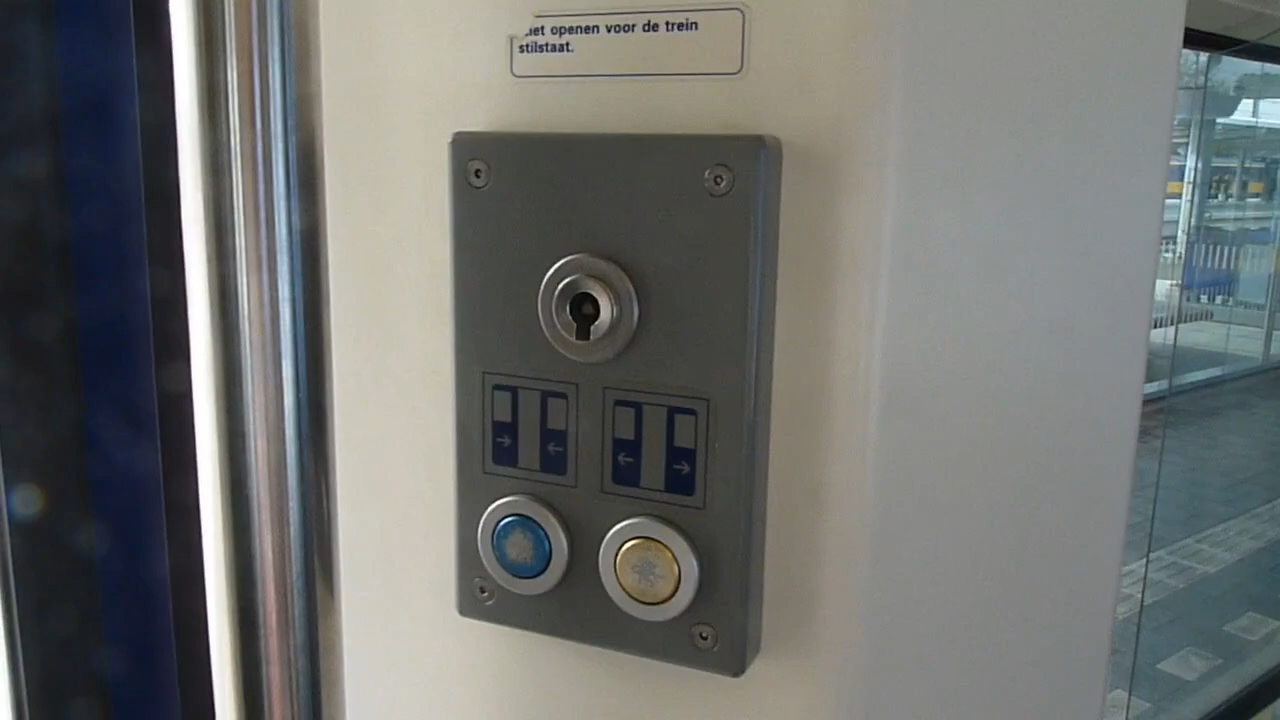 openen voor de trein
stilstaat.